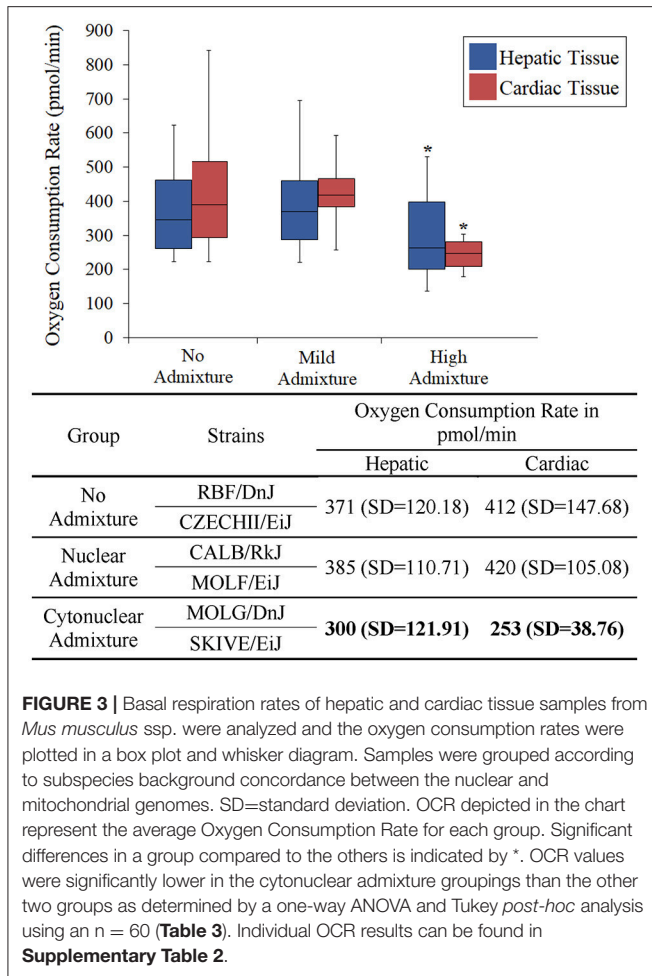 Oxygen Consumption Rate (pmol/min)
900
800
700
600
500
400
300
200
100
0
Hepatic Tissue
Cardiac Tissue
*
*
No Admixture
Mild Admixture
High Admixture
Group Strains Oxygen Consumption Rate in pmol/min
Hepatic Cardiac
No Admixture RBF/DnJ CZECHII/EiJ 371 (SD=120.18) 412 (SD=147.68)
Nuclear Admixture CALB/RkJ MOLF/EiJ 385 (SD=110.71) 420 (SD=105.08)
Cytonuclear Admixture MOLG/DnJ SKIVE/EiJ 300 (SD=121.91) 253 (SD=38.76)
FIGURE 3 | Basal respiration rates of hepatic and cardiac tissue samples from
Mus musculus ssp. were analyzed and the oxygen consumption rates were
plotted in a box plot and whisker diagram. Samples were grouped according
to subspecies background concordance between the nuclear and
mitochondrial genomes. SD=standard deviation. OCR depicted in the chart
represent the average Oxygen Consumption Rate for each group. Significant
differences in a group compared to the others is indicated by *. OCR values
were significantly lower in the cytonuclear admixture groupings than the other
two groups as determined by a one-way ANOVA and Tukey post-hoc analysis
using an n = 60 (Table 3). Individual OCR results can be found in
Supplementary Table 2.